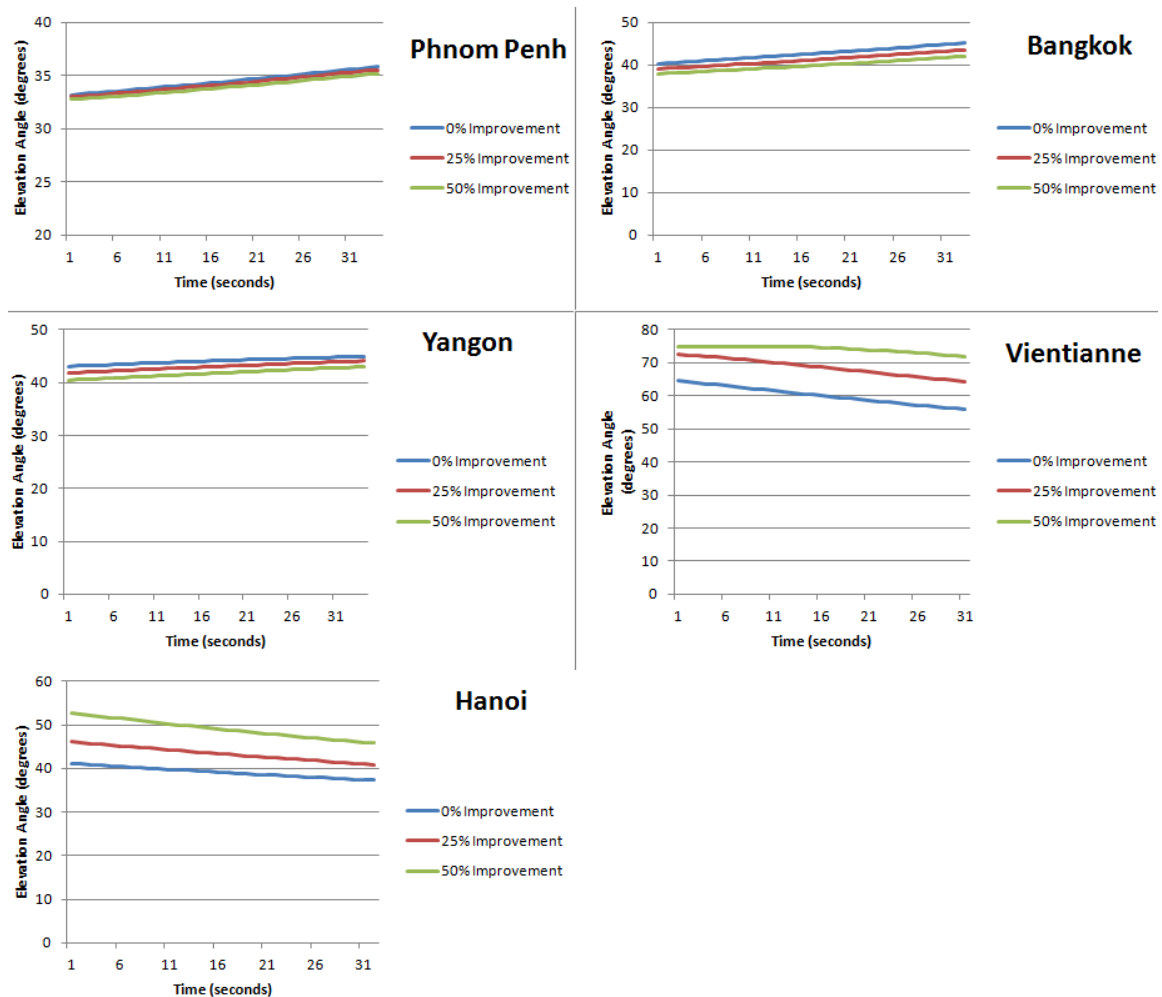 Phnom Penh
Elevation Angle (degrees)
40
35
30
25
20
1 6 11 16 21 26 31
Time (seconds)
0% Improvement
25% Improvement
50% Improvement
Bangkok
Elevation Angle (degrees)
50
40
30
20
10
0
1 6 11 16 21 26 31
Time (seconds)
0% Improvement
25% Improvement
50% Improvement
Yangon
Elevation Angle (degrees)
50
40
30
20
10
0
1 6 11 16 21 26 31
Time (seconds)
0% Improvement
25% Improvement
50% Improvement
Vientianne
Elevation Angle
(degrees)
80
70
60
50
40
30
20
10
0
1 6 11 16 21 26 31
Time (seconds)
0% Improvement
25% Improvement
50% Improvement
Hanoi
Elevation Angle (degrees)
60
50
40
30
20
10
0
1 6 11 16 21 26 31
Time (seconds)
0% Improvement
25% Improvement
50% Improvement